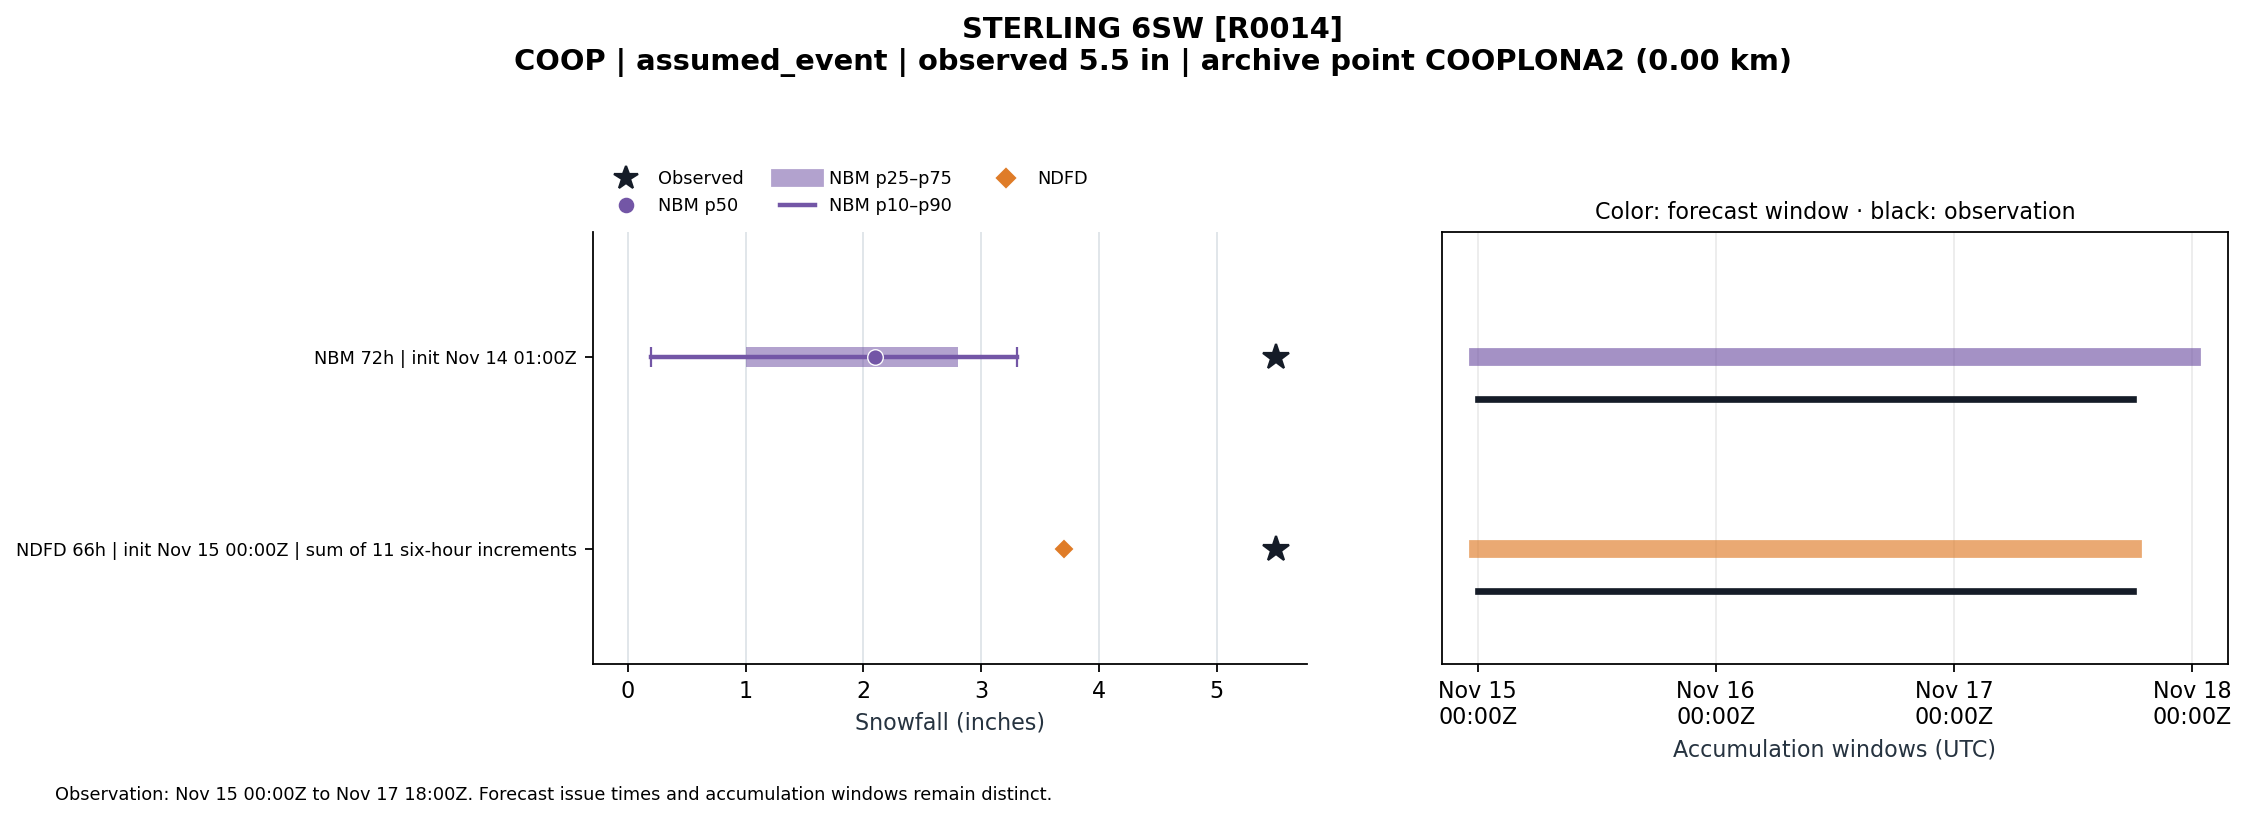 STERLING 6SW [R0014]
COOP | assumed_event | observed 5.5 in | archive point COOPLONA2 (0.00 km)
Observed
NBM p50
NBM p25–p75
NBM p10–p90
NDFD
Color: forecast window · black: observation
NBM 72h | init Nov 14 01:00Z
NDFD 66h | init Nov 15 00:00Z | sum of 11 six-hour increments
0 1 2 3 4 5
Snowfall (inches)
Nov 15 Nov 16 Nov 17 Nov 18
00:00Z 00:00Z 00:00Z 00:00Z
Accumulation windows (UTC)
Observation: Nov 15 00:00Z to Nov 17 18:00Z. Forecast issue times and accumulation windows remain distinct.